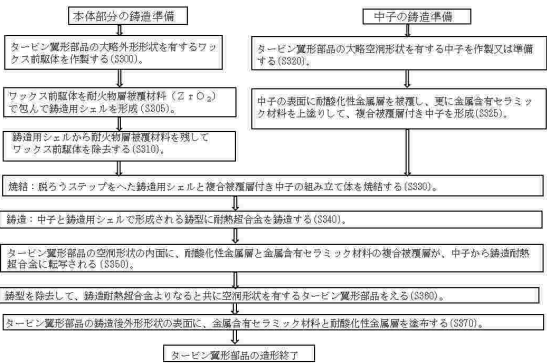 本体部分の鋳造準備
中子の鋳造準備
タービン翼形部品の大略外形形状を有するワッ
クス前駆体を作製する(S300)。
タービン翼形部品の大略空洞形状を有する中子を作製又は準備
する(S320)。
ワックス前駆体を耐火物層被覆材料（ＺｒＯ₂）
で包んで鋳造用シェルを形成(S305)。
中子の表面に耐酸化性金属層を被覆し、更に金属含有セラミッ
ク材料を上塗りして、複合被覆層付き中子を形成(S325)。
鋳造用シェルから耐火物層被覆材料を残して
ワックス前駆体を除去する(S310)。
焼結：脱ろうステップをへた鋳造用シェルと複合被覆層付き中子の組み立て体を焼結する(S330)。
鋳造：中子と鋳造用シェルで形成される鋳型に耐熱超合金を鋳造する(S340)。
タービン翼形部品の空洞形状の内面に、耐酸化性金属層と金属含有セラミック材料の複合被覆層が、中子から鋳造耐熱
超合金に転写される(S350)。
鋳型を除去して、鋳造耐熱超合金よりなると共に空洞形状を有するタービン翼形部品をえる(S360)。
タービン翼形部品の鋳造後外形形状の表面に、金属含有セラミック材料と耐酸化性金属を塗布する(S370)。
タービン翼形部品の造形終了